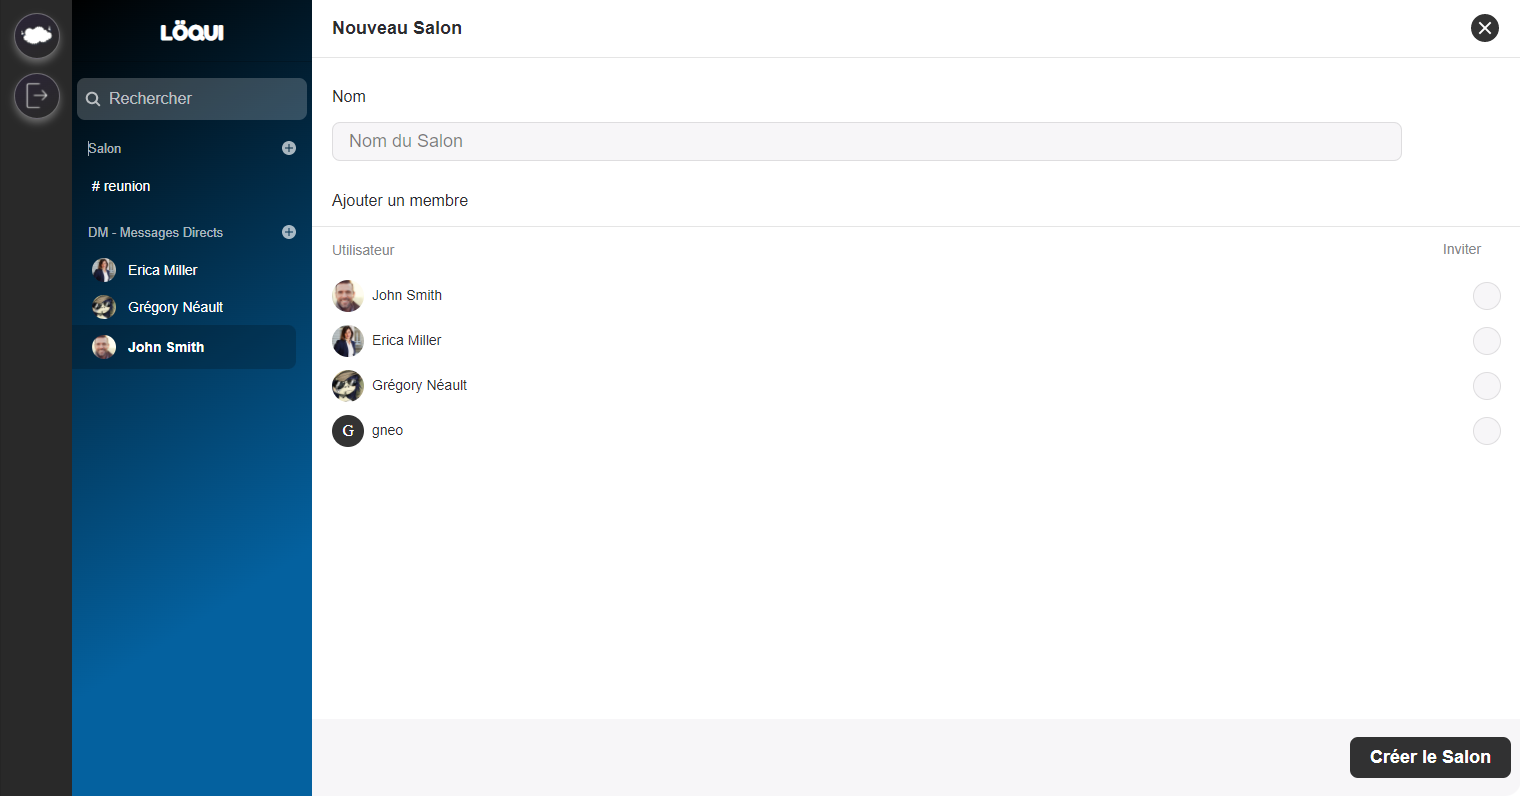 LÖQUI
Rechercher
Salon
# reunion
DM - Messages Directs
Erica Miller
Grégory Néault
John Smith
Nouveau Salon
Nom
Nom du Salon
Ajouter un membre
Utilisateur
Inviter
John Smith
Erica Miller
Grégory Néault
G
gneo
Créer le Salon